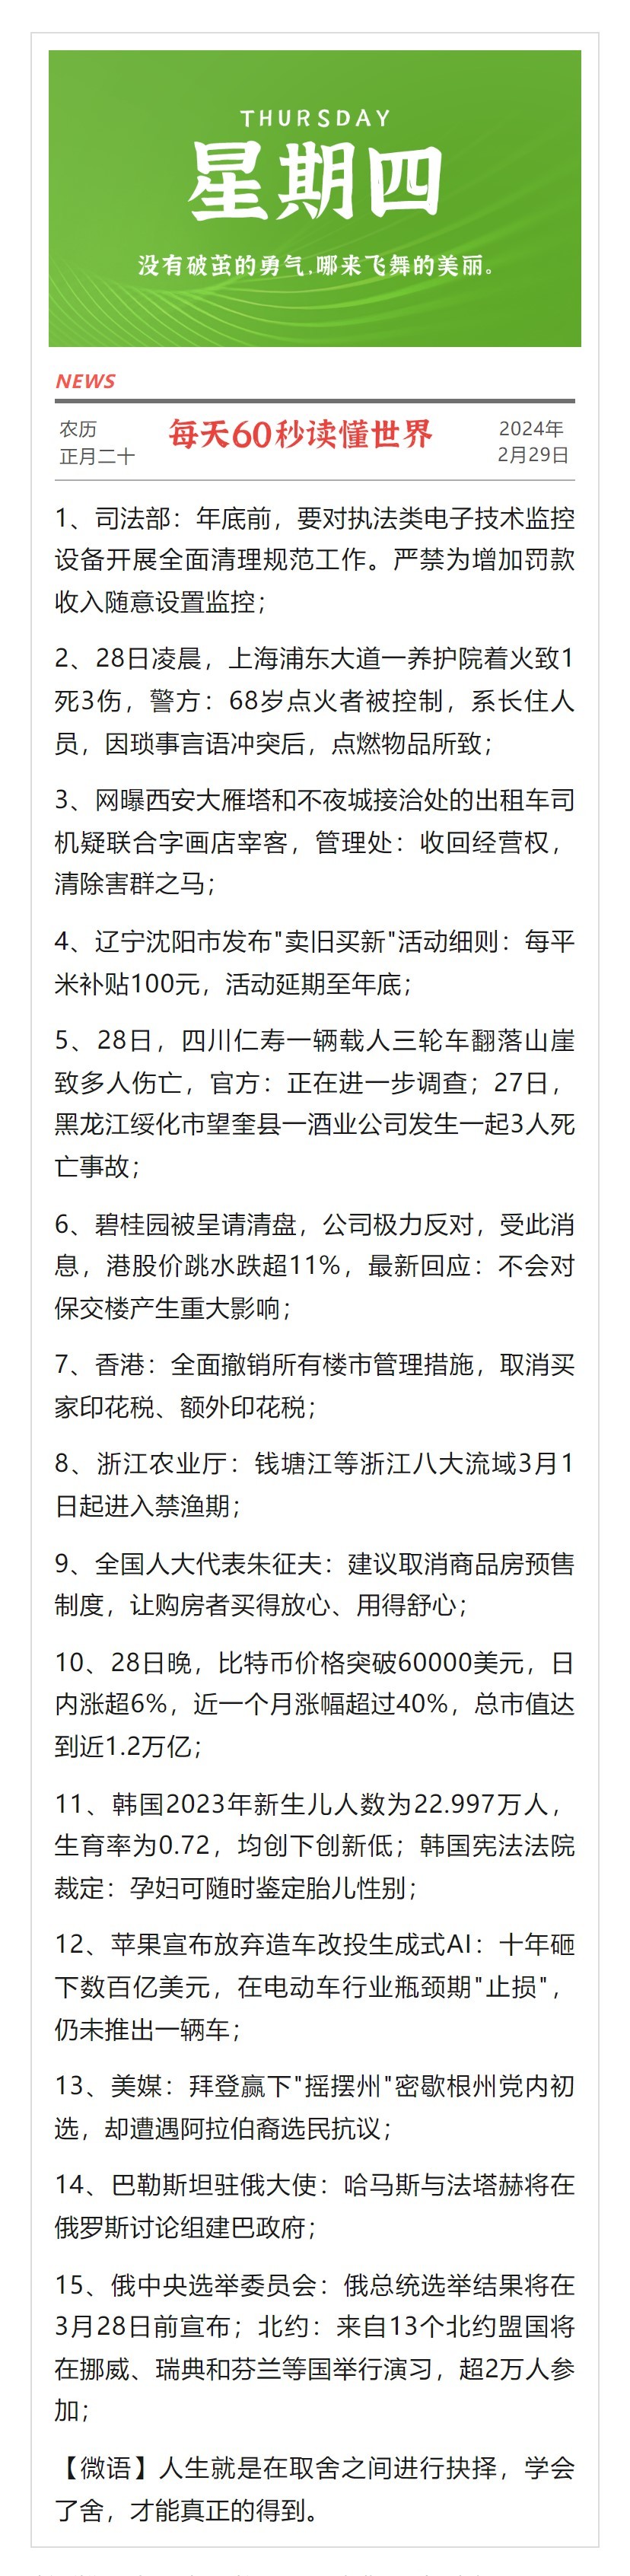 THURSDAY
星期四
没有破茧的勇气,哪来飞舞的美丽。
NEWS
农历
正月二十
每天60秒读懂世界
2024年
2月29日
1、司法部：年底前，要对执法类电子技术监控
设备开展全面清理规范工作。严禁为增加罚款
收入随意设置监控；
2、28日凌晨，上海浦东大道一养护院着火致1
死3伤，警方：68岁点火者被控制，系长住人
员，因琐事言语冲突后，点燃物品所致；
3、网曝西安大雁塔和不夜城接洽处的出租车司
机疑联合字画店宰客，管理处：收回经营权，
清除害群之马；
4、辽宁沈阳市发布"卖旧买新"活动细则：每平
米补贴100元，活动延期至年底；
5、28日，四川仁寿一辆载人三轮车翻落山崖
致多人伤亡，官方：正在进一步调查；27日，
黑龙江绥化市望奎县一酒业公司发生一起3人死
亡事故；
6、碧桂园被呈请清盘，公司极力反对，受此消
息，港股价跳水跌超11%，最新回应：不会对
保交楼产生重大影响；
7、香港：全面撤销所有楼市管理措施，取消买
家印花税、额外印花税；
8、浙江农业厅：钱塘江等浙江八大流域3月1
日起进入禁渔期；
9、全国人大代表朱征夫：建议取消商品房预售
制度，让购房者买得放心、用得舒心；
10、28日晚，比特币价格突破60000美元，日
内涨超6%，近一个月涨幅超过40%，总市值达
到近1.2万亿；
11、韩国2023年新生儿人数为22.997万人，
生育率为0.72，均创下创新低；韩国宪法法院
裁定：孕妇可随时鉴定胎儿性别；
12、苹果宣布放弃造车改投生成式AI：十年砸
下数百亿美元，在电动车行业瓶颈期"止损"，
仍未推出一辆车；
13、美媒：拜登赢下"摇摆州"密歇根州党内初
选，却遭遇阿拉伯裔选民抗议；
14、巴勒斯坦驻俄大使：哈马斯与法塔赫将在
俄罗斯讨论组建巴政府；
15、俄中央选举委员会：俄总统选举结果将在
3月28日前宣布；北约：来自13个北约盟国将
在挪威、瑞典和芬兰等国举行演习，超2万人参
加；
【微语】人生就是在取舍之间进行抉择，学会
了舍，才能真正的得到。